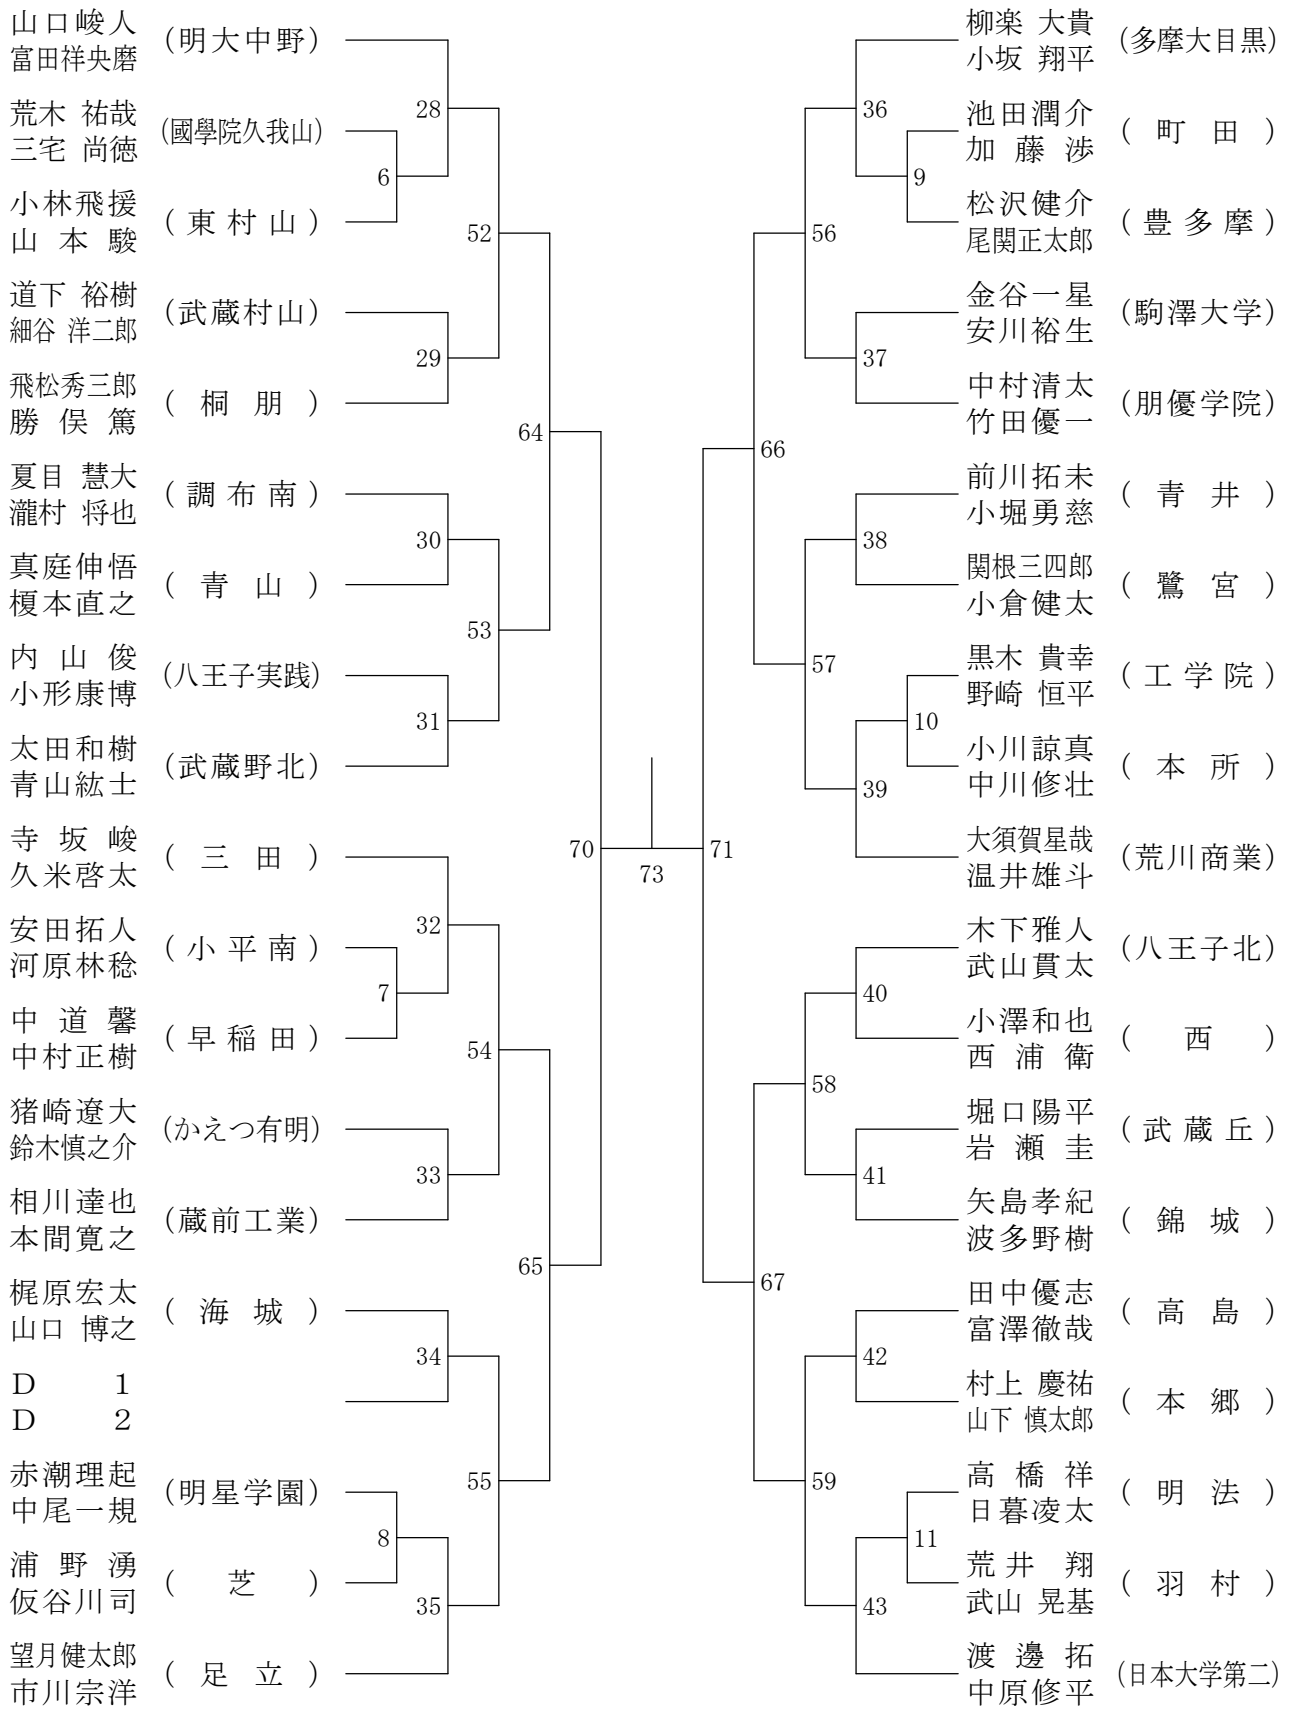 山口峻人
富田祥央磨
(明大中野)
荒木 祐哉
三宅 尚徳
(國學院久我山)
小林飛援
山本駿
(東村山)
道下 裕樹
細谷 洋二郎
(武蔵村山)
飛松秀三郎
勝俣篤
(桐朋)
夏目 慧大
瀧村 将也
(調布南)
真庭伸悟
榎本直之
(青山)
内山俊
小形康博
(八王子実践)
太田和樹
青山紘士
(武蔵野北)
寺坂峻
久米啓太
(三田)
安田拓人
河原林稔
(小平南)
中道馨
中村正樹
(早稲田)
猪崎遼大
鈴木慎之介
(かえつ有明)
相川達也
本間寛之
(蔵前工業)
梶原宏太
山口 博之
(海城)
D 1
D 2
赤潮理起
中尾一規
(明星学園)
浦野湧
仮谷川司
(芝)
望月健太郎
市川宗洋
(足立)
28
6
52
29
64
30
53
31
70
32
7
54
33
65
34
55
8
35
73
71
36
9
56
37
66
38
57
10
39
40
58
41
67
42
59
11
43
柳楽 大貴
小坂 翔平
(多摩大目黒)
池田潤介
加藤渉
(町田)
松沢健介
尾関正太郎
(豊多摩)
金谷一星
安川裕生
(駒澤大学)
中村清太
竹田優一
(朋優学院)
前川拓未
小堀勇慈
(青井)
関根三四郎
小倉健太
(鷺宮)
黒木 貴幸
野崎 恒平
(工学院)
小川諒真
中川修壮
(本所)
大須賀星哉
温井雄斗
(荒川商業)
木下雅人
武山貫太
(八王子北)
小澤和也
西浦衛
(西)
堀口陽平
岩瀬圭
(武蔵丘)
矢島孝紀
波多野樹
(錦城)
田中優志
富澤徹哉
(高島)
村上 慶祐
山下 慎太郎
(本郷)
高橋祥
日暮凌太
(明法)
荒井 翔
武山 晃基
(羽村)
渡邊拓
中原修平
(日本大学第二)